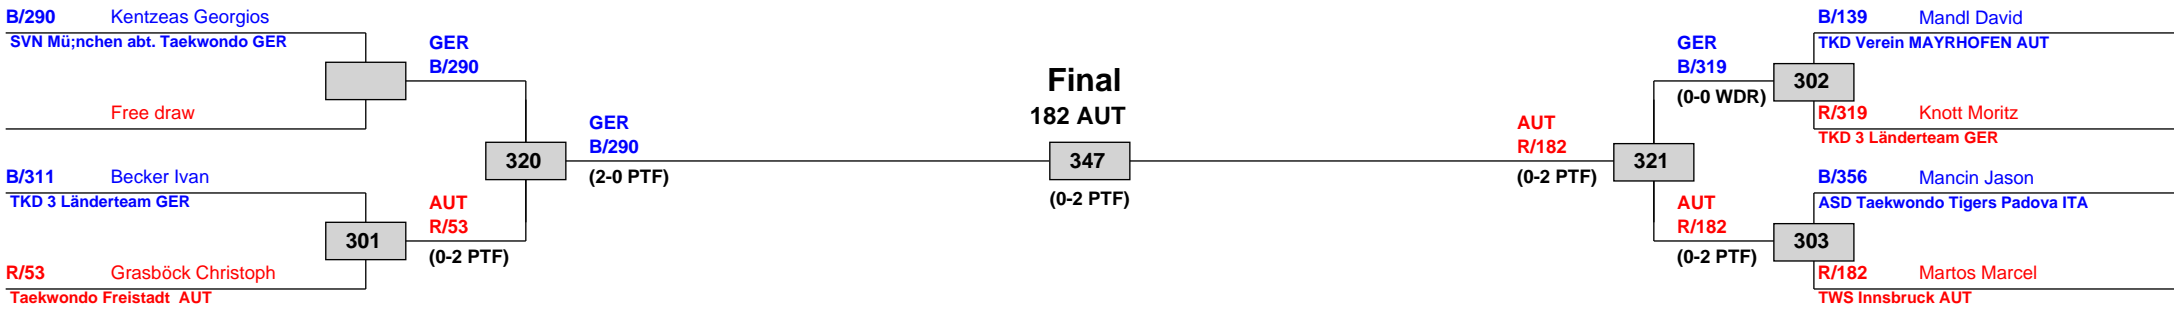 B/290 Kentzeas Georgios
SVN Mü;nchen abt. Taekwondo GER
Free draw
B/311 Becker Ivan
TKD 3 Länderteam GER
301
R/53 Grasböck Christoph
Taekwondo Freistadt AUT
GER
B/290
AUT
R/53
(0-2 PTF)
320
GER
B/290
(2-0 PTF)
Final
182 AUT
347
(0-2 PTF)
AUT
R/182
(0-2 PTF)
321
GER
B/319
(0-0 WDR)
AUT
R/182
(0-2 PTF)
B/139 Mandl David
TKD Verein MAYRHOFEN AUT
302
R/319 Knott Moritz
TKD 3 Länderteam GER
B/356 Mancin Jason
ASD Taekwondo Tigers Padova ITA
303
R/182 Martos Marcel
TWS Innsbruck AUT